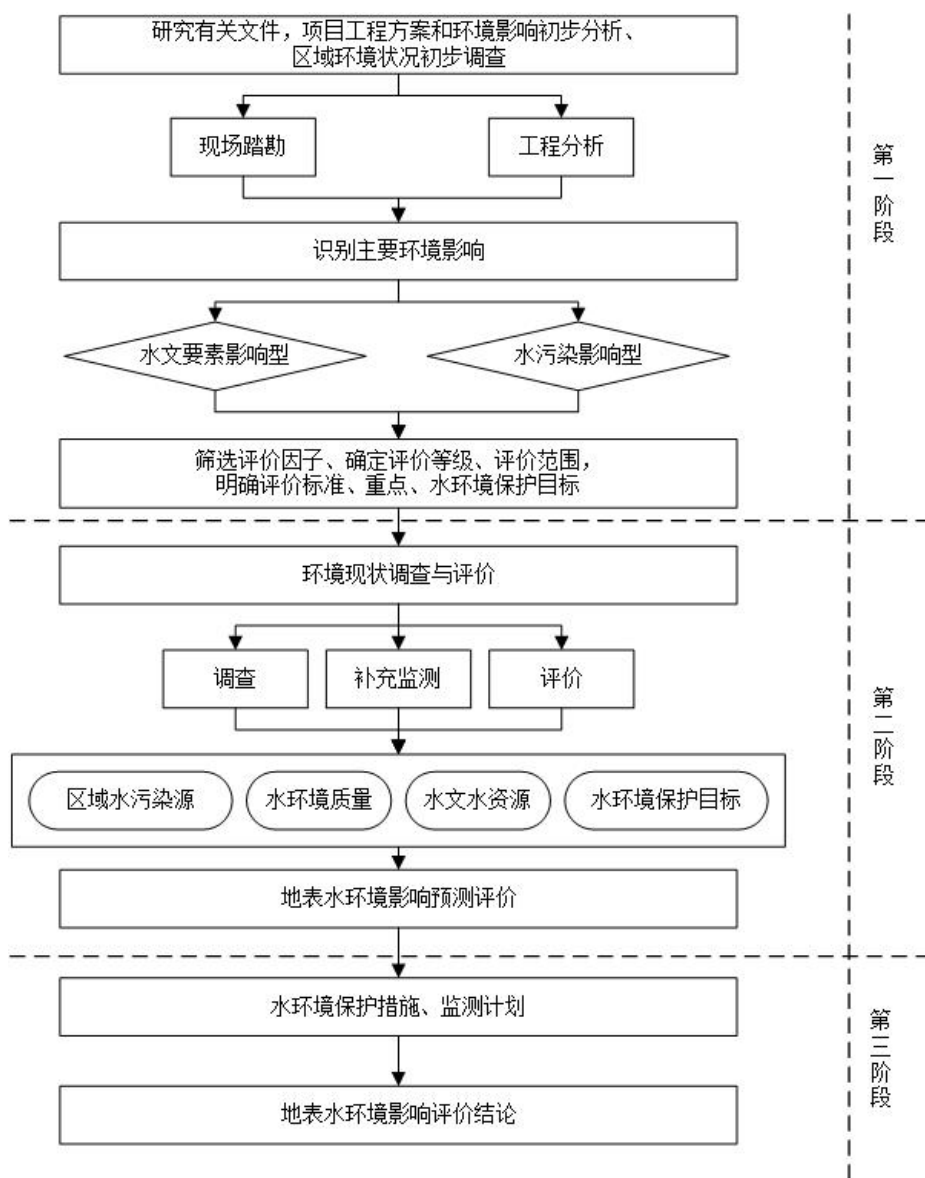 研究有关文件，项目工程方案和环境影响初步分析、
区域环境状况初步调查
现场踏勘
工程分析
识别主要环境影响
水文要素影响型
水污染影响型
筛选评价因子、确定评价等级、评价范围，
明确评价标准、重点、水环境保护目标
第一阶段
环境现状调查与评价
调查
补充监测
评价
区域水污染源
水环境质量
水文水资源
水环境保护目标
地表水环境影响预测评价
第二阶段
水环境保护措施、监测计划
地表水环境影响评价结论
第三阶段